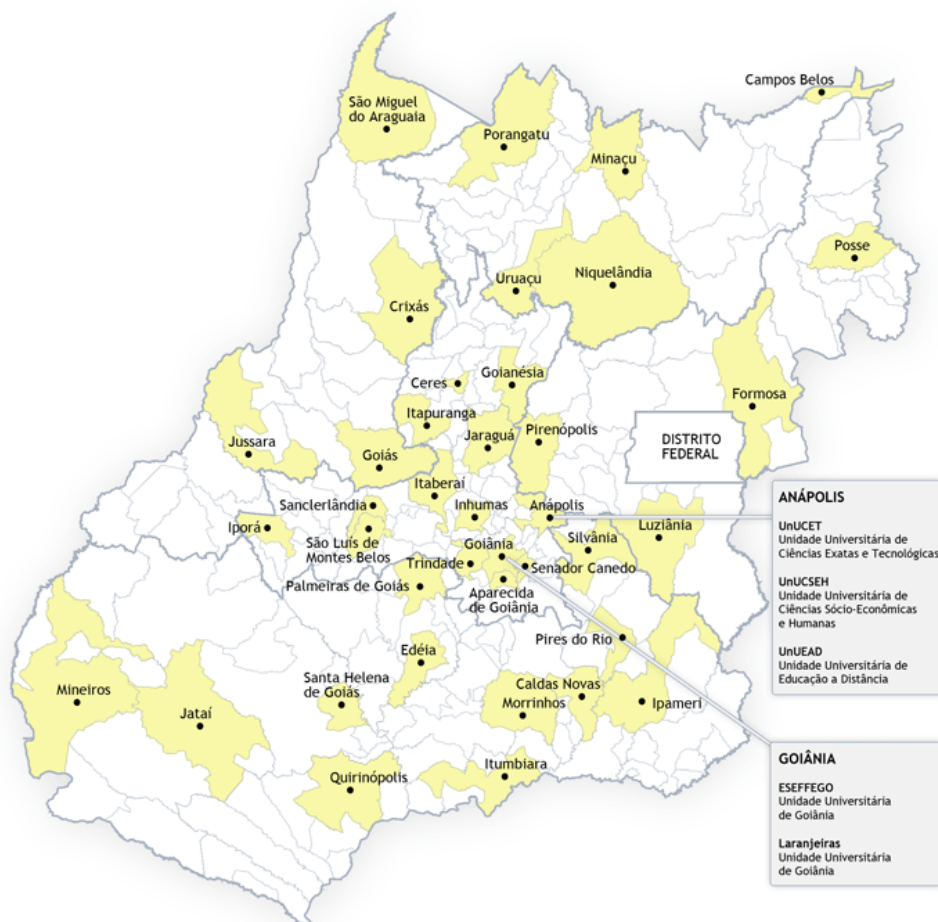 Campos Belos
São Miguel
do Araguaia
Porangatu
Minaçu
Posse
Niquelândia
Uruaçu
Crixás
Goianésia
Ceres
Formosa
Itapuranga
Pirenópolis
Jaraguá
DISTRITO
FEDERAL
Jussara
Goiás
Itaberaí
Sanclerlândia
Inhumas
Anápolis
Iporá
Luziânia
Silvânia
São Luís de
Montes Belos
Goiânia
Trindade
Senador Canedo
Palmeiras de Goiás
Aparecida
de Goiânia
Pires do Rio
Edéia
Santa Helena
de Goiás
Caldas Novas
Mineiros
Morrinhos
Ipameri
Jataí
Itumbiara
Quirinópolis
ANÁPOLIS
UnUCET
Unidade Universitária de
Ciências Exatas e Tecnológicas
UnUCSEH
Unidade Universitária de
Ciências Sócio-Econômicas
e Humanas
UnUEAD
Unidade Universitária de
Educação a Distância
GOIÂNIA
ESEFFEGO
Unidade Universitária
de Goiânia
Laranjeiras
Unidade Universitária
de Goiânia